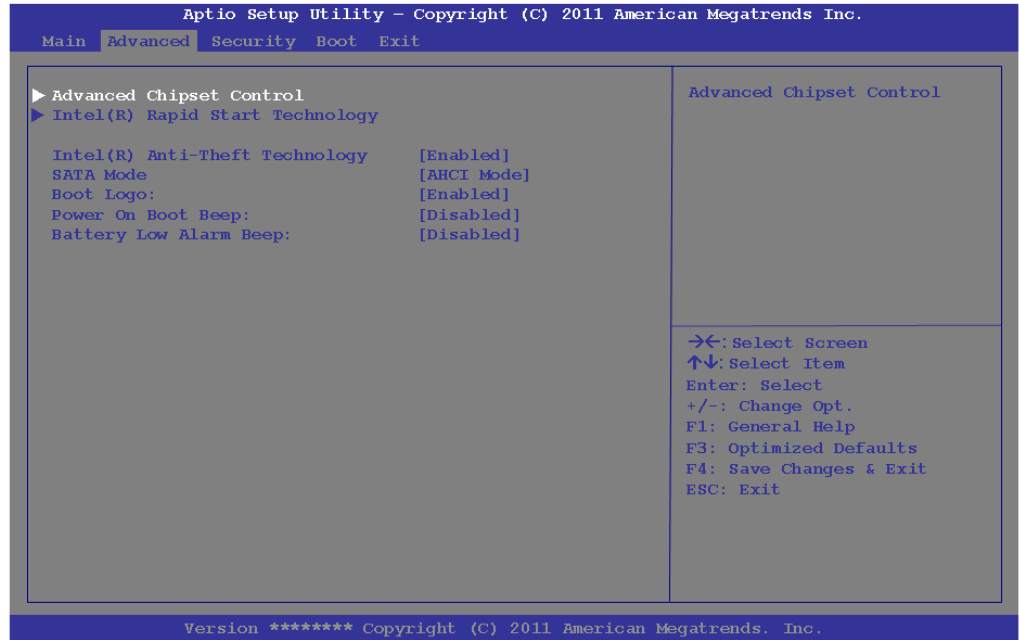 Aptio Setup Utility – Copyright (C) 2011 American Megatrends Inc.
Main Advanced Security Boot Exit
Advanced Chipset Control
Intel(R) Rapid Start Technology
Intel(R) Anti-Theft Technology [Enabled]
SATA Mode [AHCI Mode]
Boot Logo: [Enabled]
Power On Boot Beep: [Disabled]
Battery Low Alarm Beep: [Disabled]
Advanced Chipset Control
→←: Select Screen
↑↓: Select Item
Enter: Select
+/-: Change Opt.
F1: General Help
F3: Optimized Defaults
F4: Save Changes & Exit
ESC: Exit
Version ******** Copyright (C) 2011 American Megatrends. Inc.